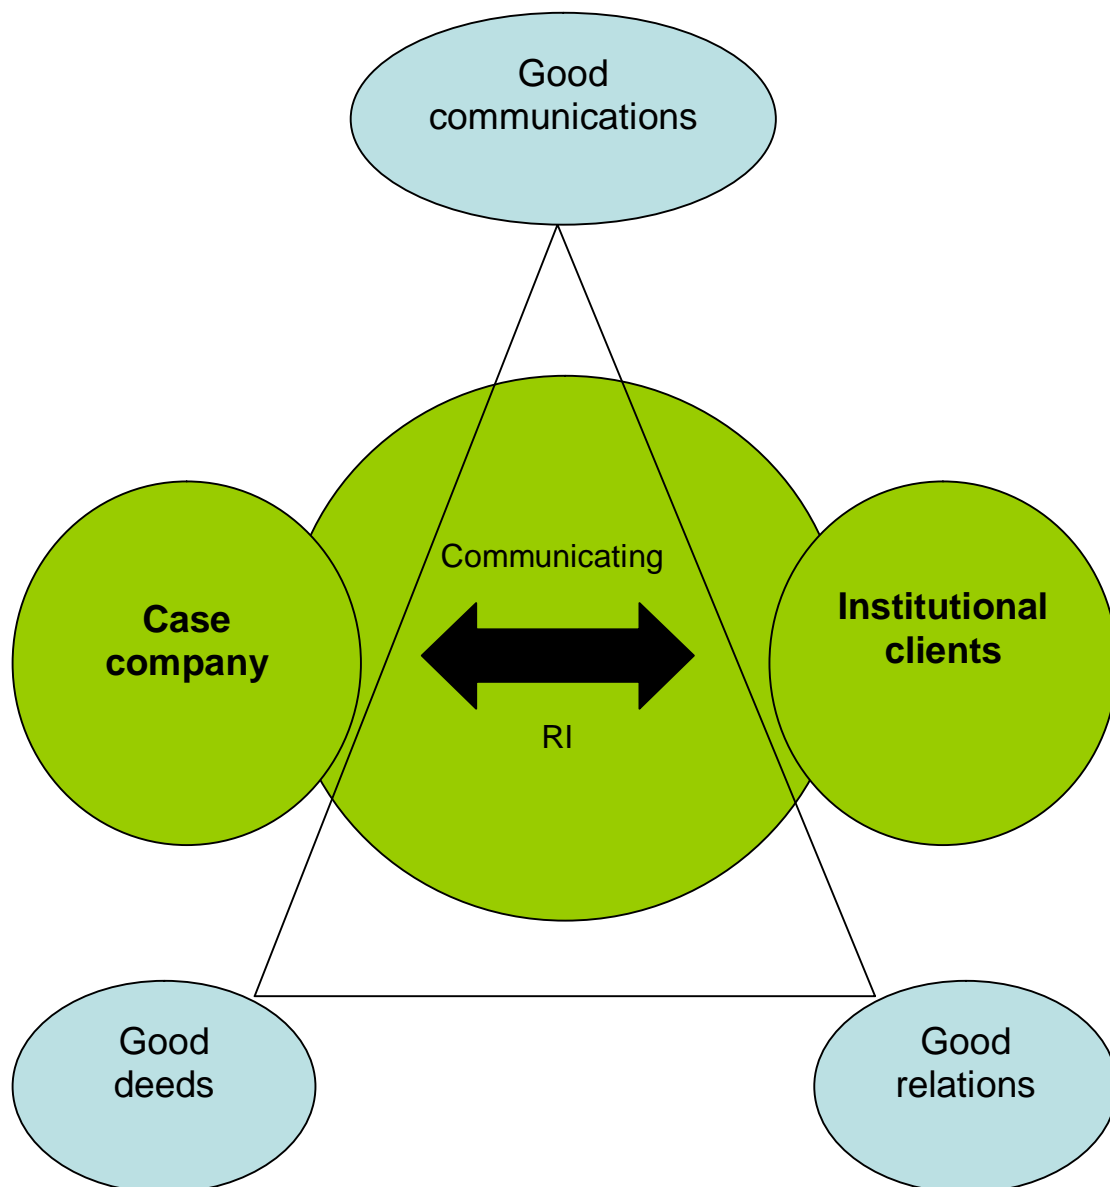 Good
communications
Communicating
Case
company
Institutional
clients
RI
Good
deeds
Good
relations